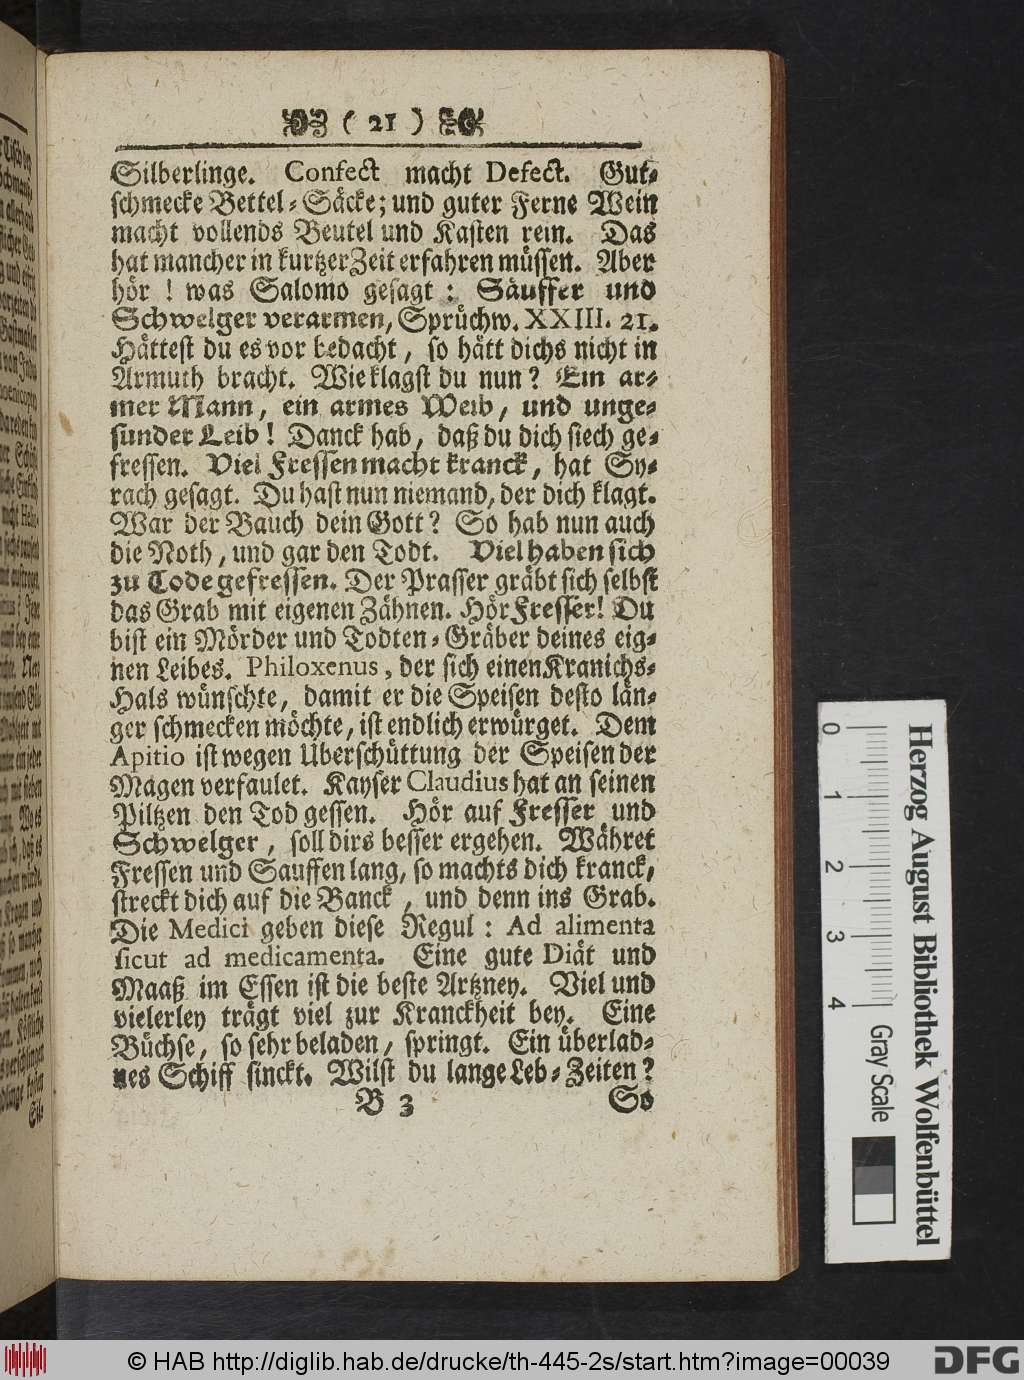 ( 21 )
Silberlinge. Confect macht Defect. Gut-
schmecke Bettel-Säcke; und guter Ferne Wein
macht vollends Beutel und Kasten rein. Das
hat mancher in kurtzer Zeit erfahren müssen. Aber
hör ! was Salomo gesagt : Säuffer und
Schwelger verarmen, Sprüchw. XXIII. 21.
Hättest du es vor bedacht, so hätt dichs nicht in
Armuth bracht. Wie klagst du nun? Ein ar-
mer Mann, ein armes Weib, und unge-
sunder Leib! Danck hab, daß du dich siech ge-
fressen. Viel Fressen macht kranck, hat Sy-
rach gesagt. Du hast nun niemand, der dich klagt.
War der Bauch dein Gott? So hab nun auch
die Noth, und gar den Todt. Viel haben sich
zu Tode gefressen. Der Prasser gräbt sich selbst
das Grab mit eigenen Zähnen. Hör Fresser! Du
bist ein Mörder und Todten-Gräber deines eig-
nen Leibes. Philoxenus, der sich einen Kranichs-
Hals wünschte, damit er die Speisen desto län-
ger schmecken möchte, ist endlich erwürget. Dem
Apitio ist wegen Uberschüttung der Speisen der
Magen verfaulet. Kayser Claudius hat an seinen
Piltzen den Tod gessen. Hör auf Fresser und
Schwelger, soll dirs besser ergehen. Währet
Fressen und Sauffen lang, so machts dich kranck,
streckt dich auf die Banck, und denn ins Grab.
Die Medici geben diese Regul : Ad alimenta
sicut ad medicamenta. Eine gute Diät und
Maaß im Essen ist die beste Artzney. Viel und
vielerley trägt viel zur Kranckheit bey. Eine
Büchse, so sehr beladen, springt. Ein überlad-
nes Schiff sinckt. Wilst du lange Leb-Zeiten?
B 3 So
0 1 2 3 4 Gray Scale
Herzog August Bibliothek Wolfenbüttel
© HAB http://diglib.hab.de/drucke/th-445-2s/start.htm?image=00039
DFG